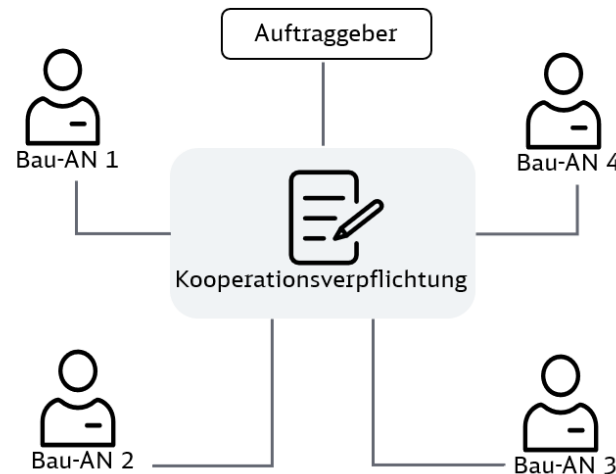 Auftraggeber
Bau-AN 1
Bau-AN 4
Kooperationsverpflichtung
Bau-AN 2
Bau-AN 3